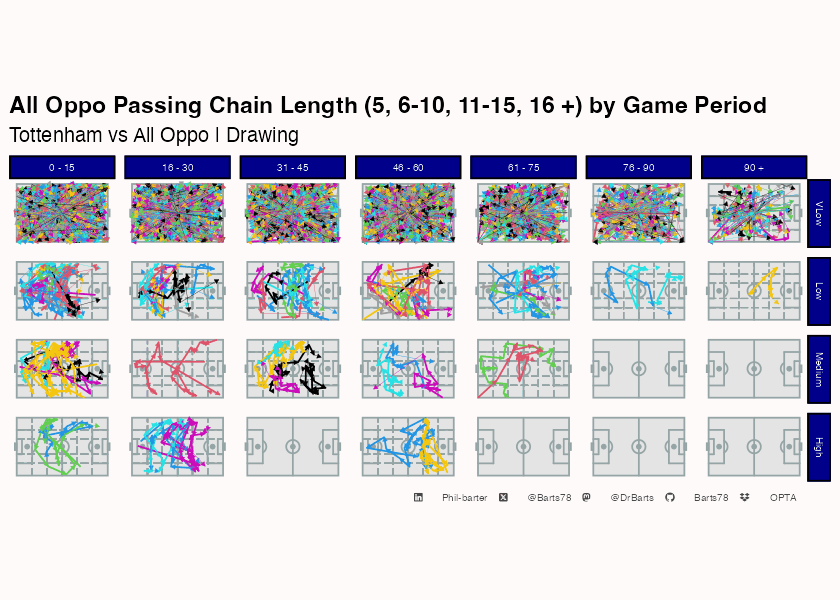 All Oppo Passing Chain Length (5, 6-10, 11-15, 16 +) by Game Period
Tottenham vs All Oppo | Drawing
0 - 15 16 - 30 31 - 45 46 - 60 61 - 75 76 - 90 90 +
V Low
Low
Medium
High
Phil-barter @Barts78 @DrBarts Barts78 OPTA